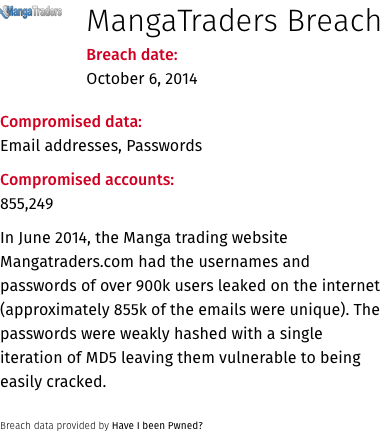 MangaTraders
MangaTraders Breach
Breach date:
October 6, 2014
Compromised data:
Email addresses, Passwords
Compromised accounts:
855,249
In June 2014, the Manga trading website
Mangatraders.com had the usernames and
passwords of over 900k users leaked on the internet
(approximately 855k of the emails were unique). The
passwords were weakly hashed with a single
iteration of MD5 leaving them vulnerable to being
easily cracked.
Breach data provided by Have I been Pwned?